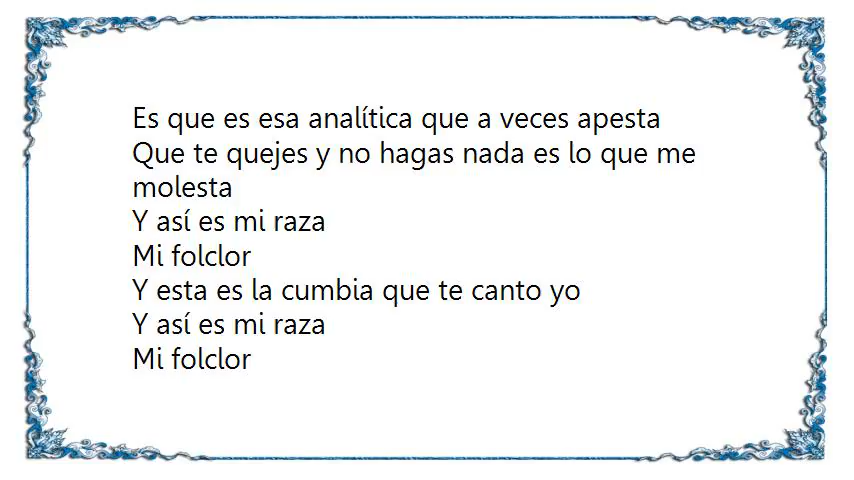 Es que es esa analítica que a veces apesta
Que te quejes y no hagas nada es lo que me
molesta
Y así es mi raza
Mi folclor
Y esta es la cumbia que te canto yo
Y así es mi raza
Mi folclor